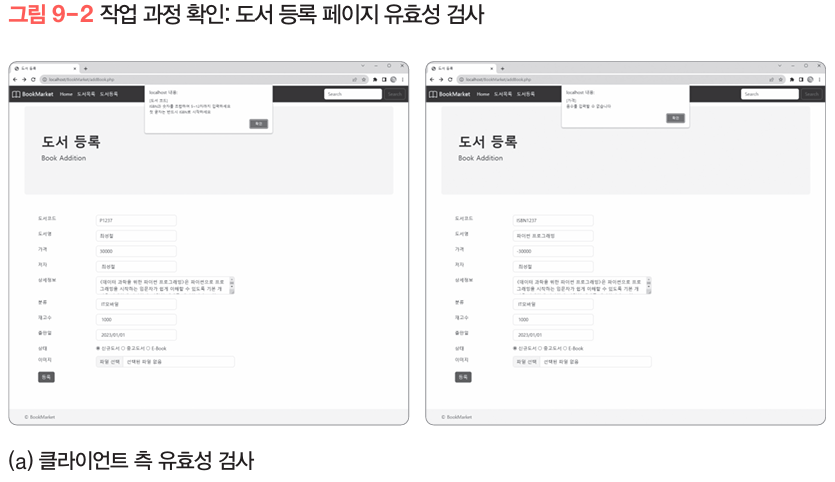 그림 9-2 작업 과정 확인: 도서 등록 페이지 유효성 검사
도서 등록
localhost/BookMarket/addBook.php
BookMarket Home 도서목록 도서등록
Search Search
localhost 내용:
[도서 코드]
ISBN과 숫자를 조합하여 5~12자까지 입력하세요
첫 글자는 반드시 ISBN로 시작하세요
확인
도서 등록
Book Addition
도서코드 P1237
도서명 최성철
가격 30000
저자 최성철
상세정보 《데이터 과학을 위한 파이썬 프로그래밍》은 파이썬으로 프로
그래밍을 시작하는 입문자가 쉽게 이해할 수 있도록 기본 개
분류 IT모바일
재고수 1000
출판일 2023/01/01
상태 신규도서 중고도서 E-Book
이미지 파일 선택 선택된 파일 없음
등록
© BookMarket
도서 등록
localhost/BookMarket/addBook.php
BookMarket Home 도서목록 도서등록
Search Search
localhost 내용:
[가격]
음수를 입력할 수 없습니다
확인
도서 등록
Book Addition
도서코드 ISBN1237
도서명 파이썬 프로그래밍
가격 -30000
저자 최성철
상세정보 《데이터 과학을 위한 파이썬 프로그래밍》은 파이썬으로 프로
그래밍을 시작하는 입문자가 쉽게 이해할 수 있도록 기본 개
분류 IT모바일
재고수 1000
출판일 2023/01/01
상태 신규도서 중고도서 E-Book
이미지 파일 선택 선택된 파일 없음
등록
© BookMarket
(a) 클라이언트 측 유효성 검사